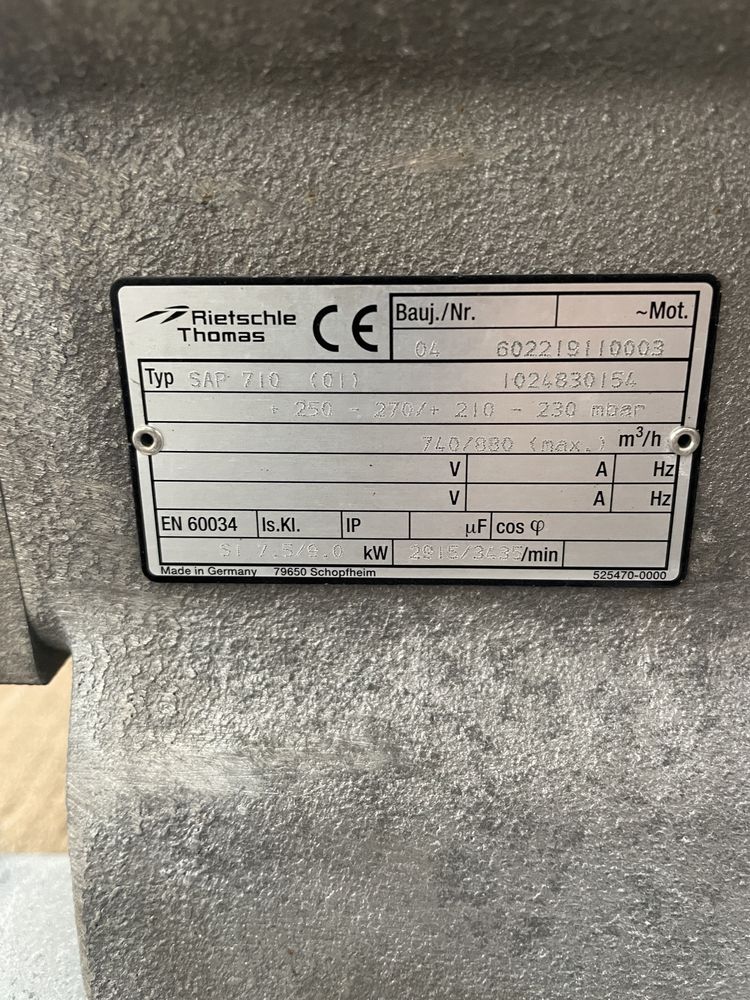 Rietschle
Thomas
CE
Bauj./Nr.
~Mot.
04 602219110003
Typ SAP 710 (01) 1024830154
+ 250 - 270/+ 210 - 230 mbar
740/880 (max.) m³/h
V A Hz
V A Hz
EN 60034 Is.Kl. IP µF cos φ
S1 7.5/9.0 kW 2915/3435/min
Made in Germany 79650 Schopfheim 525470-0000